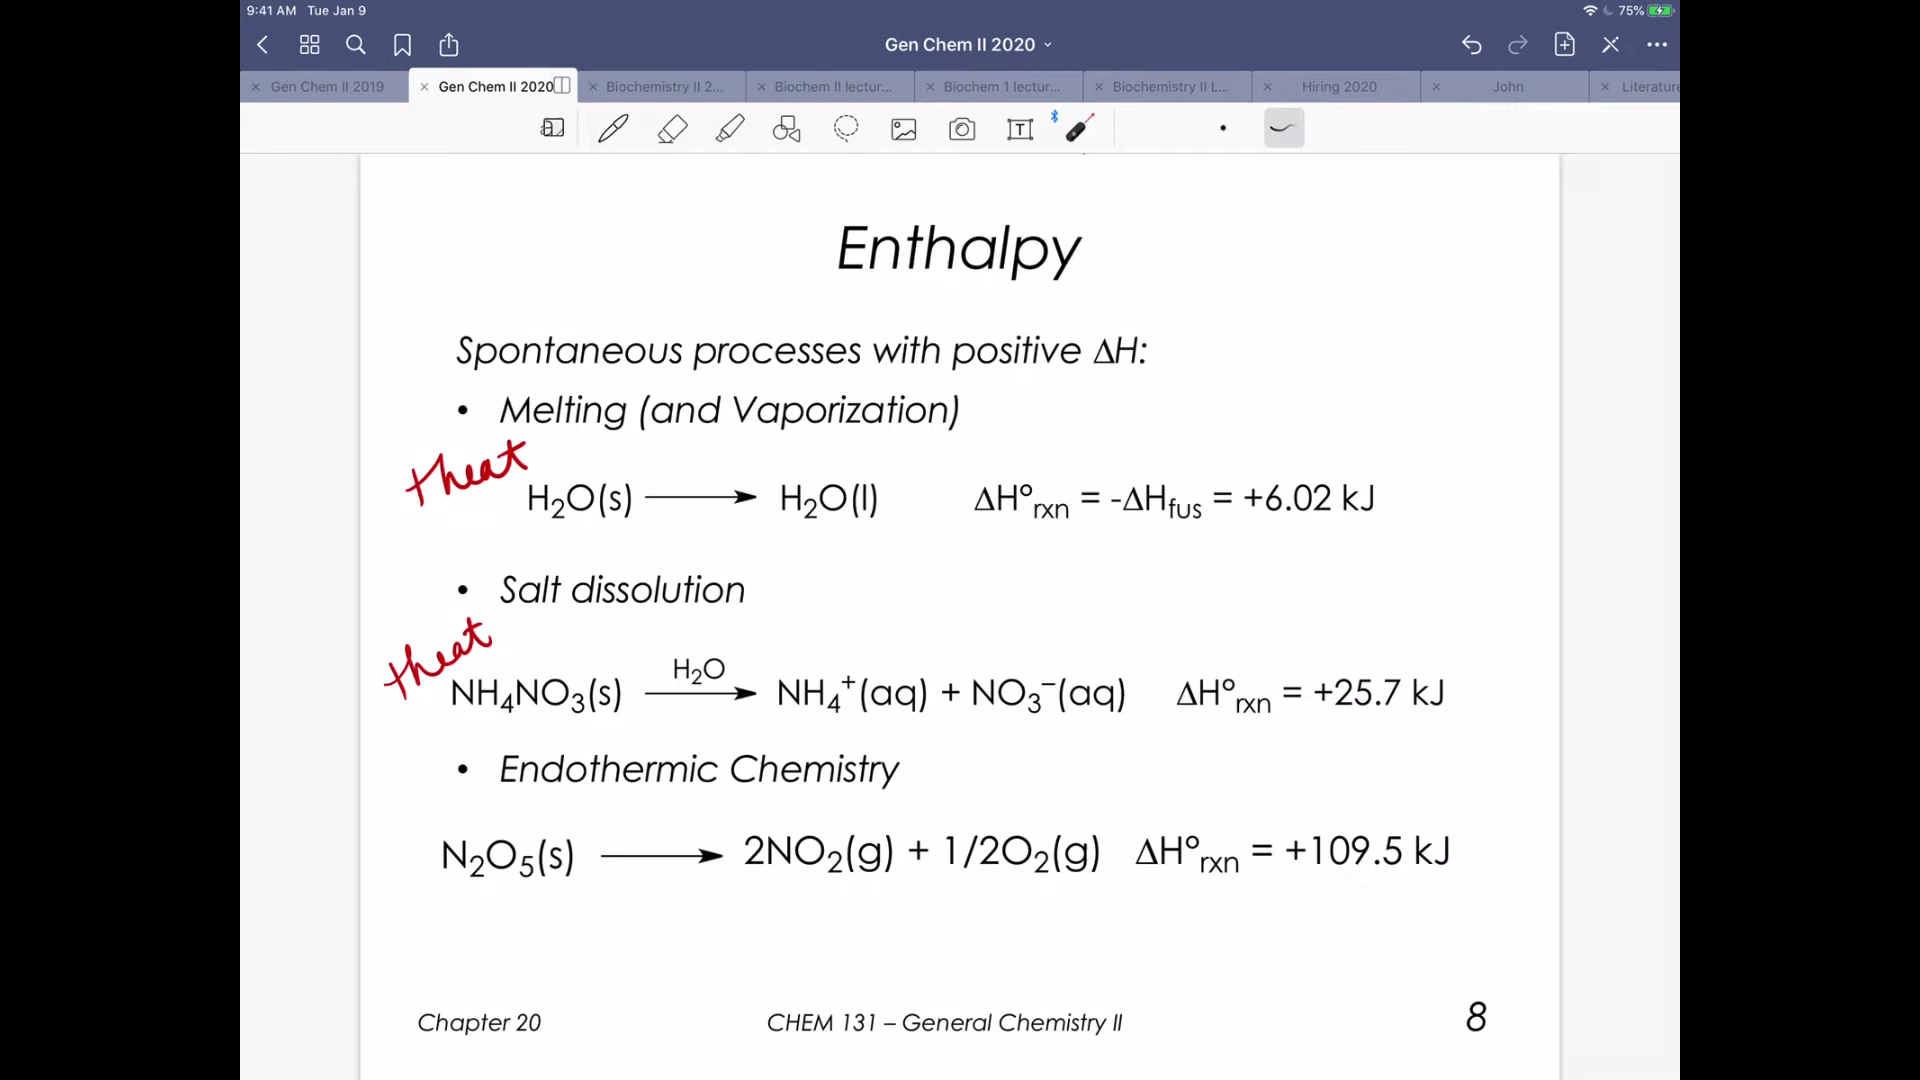 9:41 AM Tue Jan 9
75%
Gen Chem II 2020
Gen Chem II 2019
Gen Chem II 2020
Biochemistry II 2...
Biochem II lectur...
Biochem 1 lectur...
Biochemistry II L...
Hiring 2020
John
Literature
Enthalpy
Spontaneous processes with positive ΔH:
• Melting (and Vaporization)
+heat
H₂O(s) ⟶ H₂O(l) ΔH°rxn = -ΔHfus = +6.02 kJ
• Salt dissolution
+heat
H₂O
NH₄NO₃(s) ⟶ NH₄⁺(aq) + NO₃⁻(aq) ΔH°rxn = +25.7 kJ
• Endothermic Chemistry
N₂O₅(s) ⟶ 2NO₂(g) + 1/2O₂(g) ΔH°rxn = +109.5 kJ
Chapter 20
CHEM 131 – General Chemistry II
8